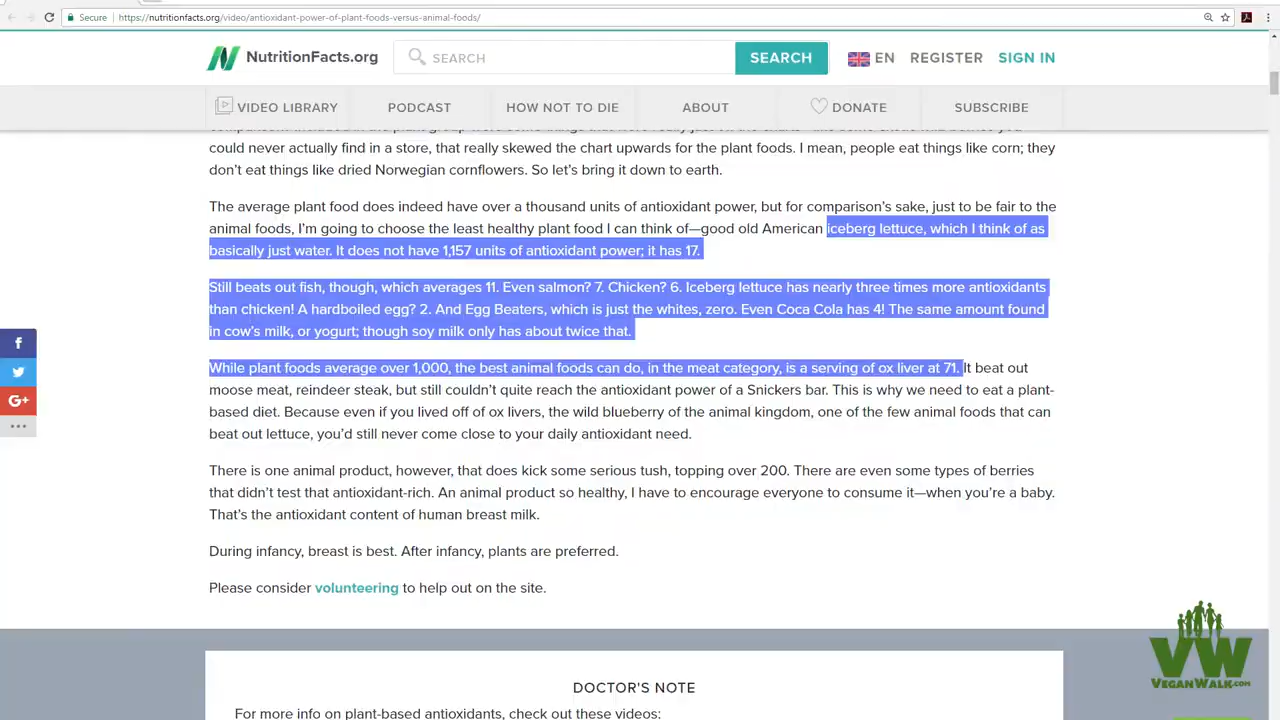 Secure
https://nutritionfacts.org/video/antioxidant-power-of-plant-foods-versus-animal-foods/
NutritionFacts.org
SEARCH
SEARCH
EN
REGISTER
SIGN IN
VIDEO LIBRARY
PODCAST
HOW NOT TO DIE
ABOUT
DONATE
SUBSCRIBE
could never actually find in a store, that really skewed the chart upwards for the plant foods. I mean, people eat things like corn; they
don’t eat things like dried Norwegian cornflowers. So let’s bring it down to earth.
The average plant food does indeed have over a thousand units of antioxidant power, but for comparison’s sake, just to be fair to the
animal foods, I’m going to choose the least healthy plant food I can think of—good old American iceberg lettuce, which I think of as
basically just water. It does not have 1,157 units of antioxidant power; it has 17.
Still beats out fish, though, which averages 11. Even salmon? 7. Chicken? 6. Iceberg lettuce has nearly three times more antioxidants
than chicken! A hardboiled egg? 2. And Egg Beaters, which is just the whites, zero. Even Coca Cola has 4! The same amount found
in cow’s milk, or yogurt; though soy milk only has about twice that.
While plant foods average over 1,000, the best animal foods can do, in the meat category, is a serving of ox liver at 71. It beat out
moose meat, reindeer steak, but still couldn’t quite reach the antioxidant power of a Snickers bar. This is why we need to eat a plant-
based diet. Because even if you lived off of ox livers, the wild blueberry of the animal kingdom, one of the few animal foods that can
beat out lettuce, you’d still never come close to your daily antioxidant need.
There is one animal product, however, that does kick some serious tush, topping over 200. There are even some types of berries
that didn’t test that antioxidant-rich. An animal product so healthy, I have to encourage everyone to consume it—when you’re a baby.
That’s the antioxidant content of human breast milk.
During infancy, breast is best. After infancy, plants are preferred.
Please consider volunteering to help out on the site.
VW
VEGANWALK.COM
DOCTOR'S NOTE
For more info on plant-based antioxidants, check out these videos: